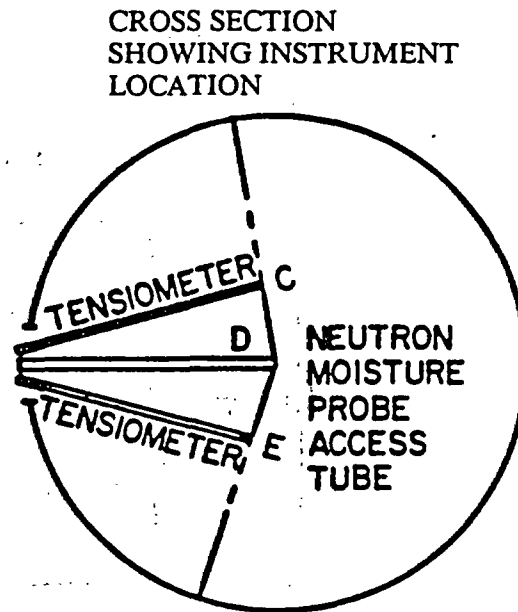 CROSS SECTION
SHOWING INSTRUMENT
LOCATION
TENSIOMETER
C
D
NEUTRON
MOISTURE
PROBE
ACCESS
TUBE
TENSIOMETER
E